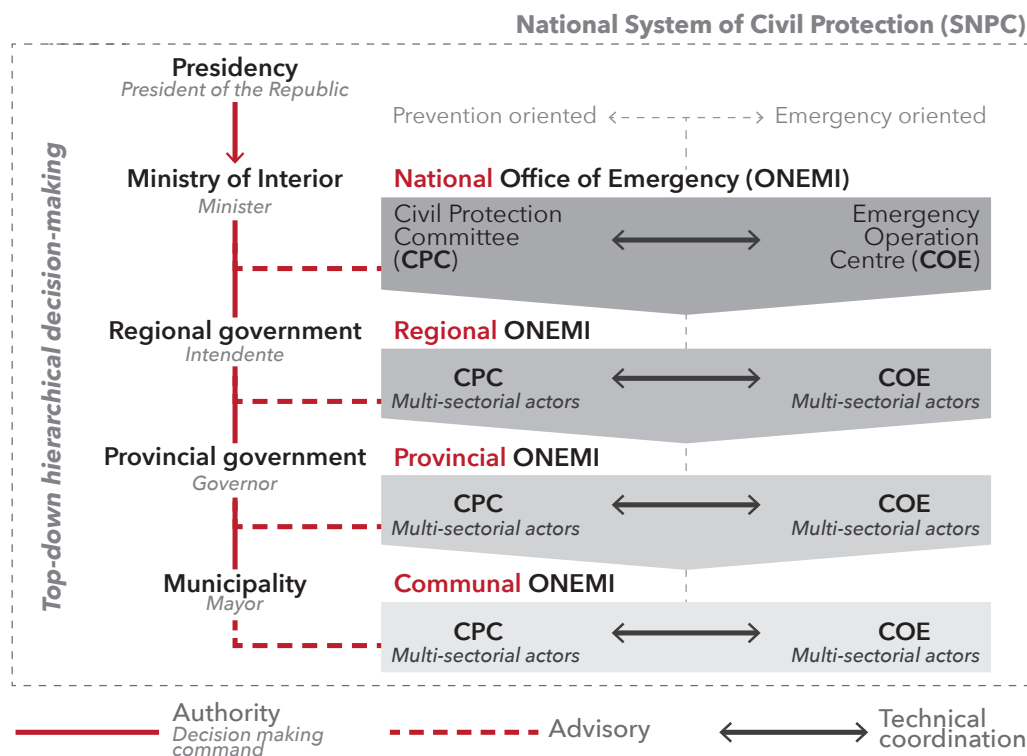 National System of Civil Protection (SNPC)
Top-down hierarchical decision-making
Presidency
President of the Republic
Prevention oriented
Emergency oriented
Ministry of Interior
Minister
National Office of Emergency (ONEMI)
Civil Protection
Committee
(CPC)
Emergency
Operation
Centre (COE)
Regional government
Intendente
Regional ONEMI
CPC
Multi-sectorial actors
COE
Multi-sectorial actors
Provincial government
Governor
Provincial ONEMI
CPC
Multi-sectorial actors
COE
Multi-sectorial actors
Municipality
Mayor
Communal ONEMI
CPC
Multi-sectorial actors
COE
Multi-sectorial actors
Authority
Decision making
command
Advisory
Technical
coordination